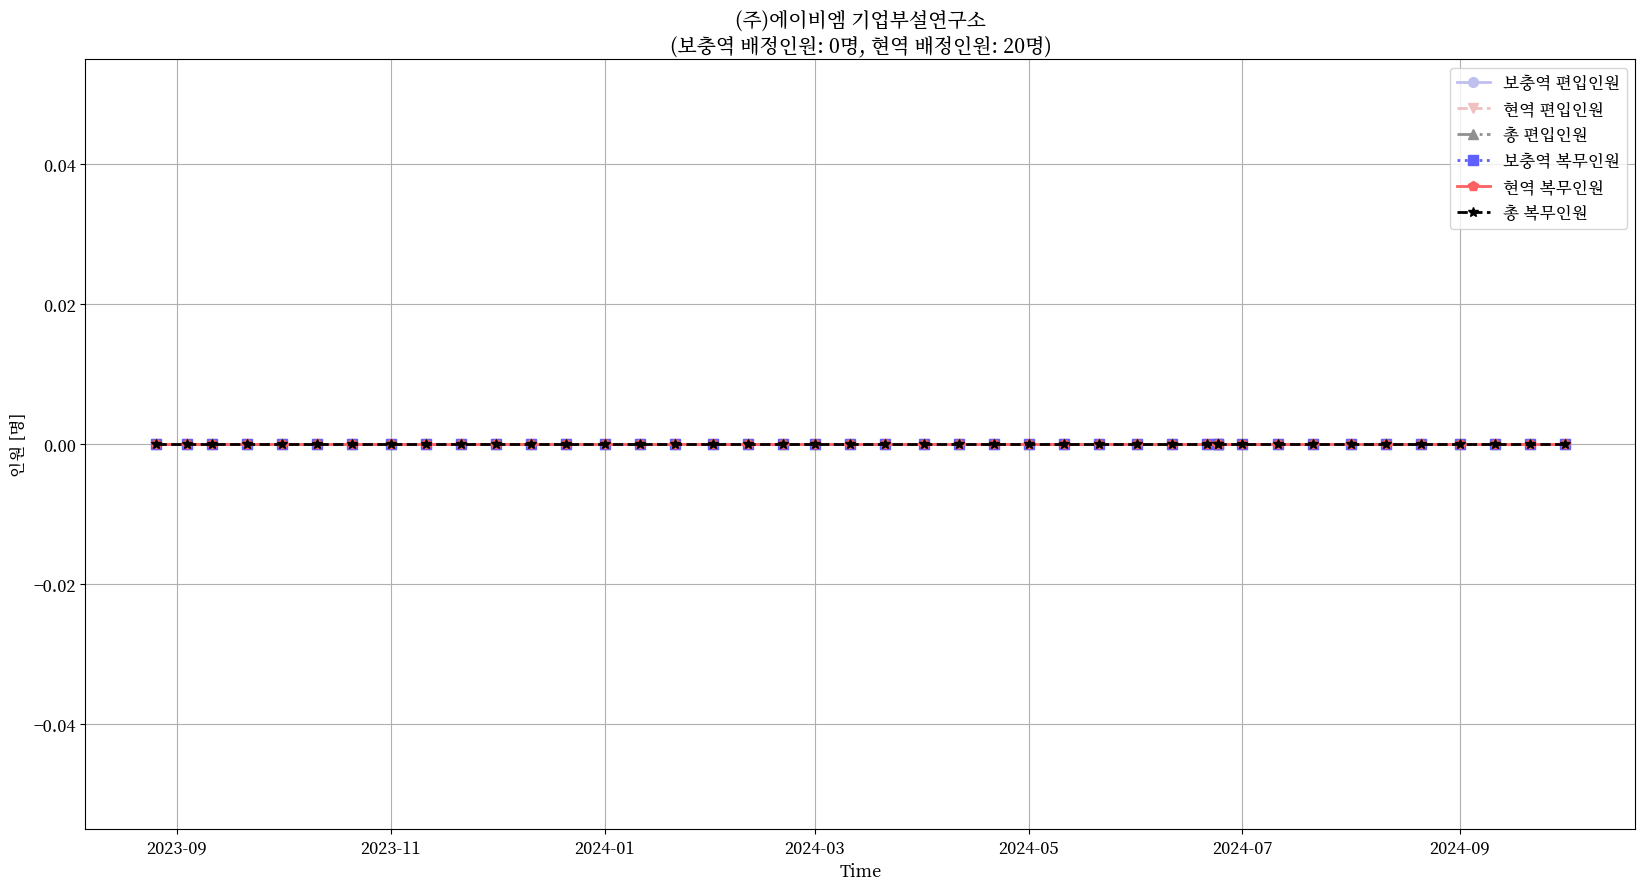 (주)에이비엠 기업부설연구소
(보충역 배정인원: 0명, 현역 배정인원: 20명)
보충역 편입인원
현역 편입인원
총 편입인원
보충역 복무인원
현역 복무인원
총 복무인원
인원 [명]
0.04
0.02
0.00
−0.02
−0.04
2023-09
2023-11
2024-01
2024-03
2024-05
2024-07
2024-09
Time